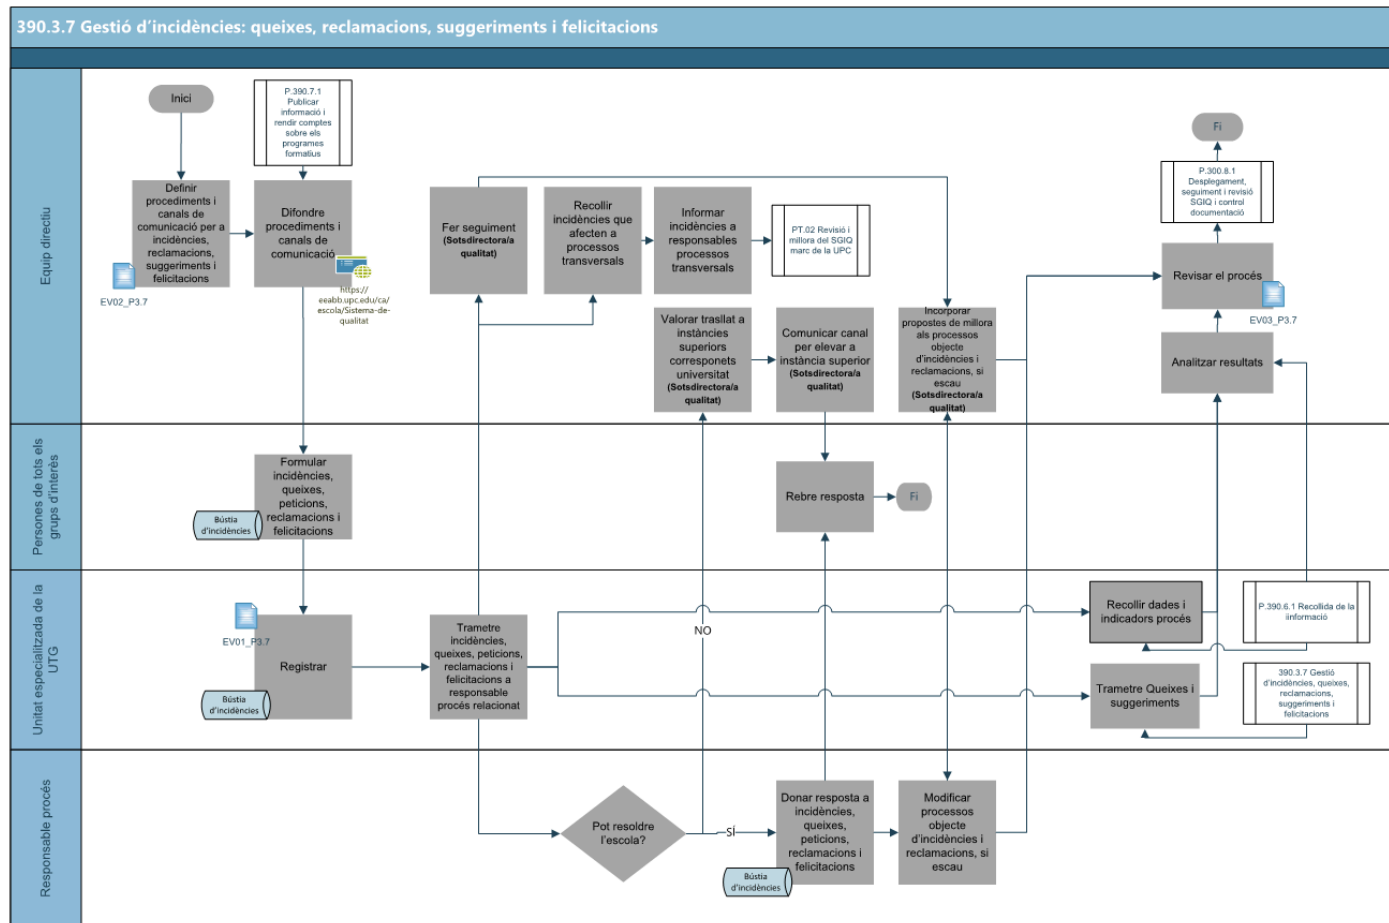 390.3.7 Gestió d´incidències: queixes, reclamacions, suggeriments i felicitacions
Equip directiu
Inici
P.390.7.1
Publicar
informació i
rendir comptes
sobre els
programes
formatius
Definir
procediments i
canals de
comunicació per a
incidències,
reclamacions,
suggeriments i
felicitacions
EV02_P3.7
Difondre
procediments i
canals de
comunicació
https://
eeabb.upc.edu/ca/
escola/Sistema-de-
qualitat
Fer seguiment
(Sotsdirectora/a
qualitat)
Recollir
incidències que
afecten a
processos
transversals
Informar
incidències a
responsables
processos
transversals
PT.02 Revisió i
millora del SGIQ
marc de la UPC
Valorar trasllat a
instàncies
superiors
corresponets
universitat
(Sotsdirectora/a
qualitat)
Comunicar canal
per elevar a
instància superior
(Sotsdirectora/a
qualitat)
Incorporar
propostes de millora
als processos
objecte
d'incidències i
reclamacions, si
escau
(Sotsdirectora/a
qualitat)
Fi
P.300.8.1
Desplegament,
seguiment i revisió
SGIQ i control
documentació
Revisar el procés
EV03_P3.7
Analitzar resultats
Persones de tots els
grups d'interès
Formular
incidències,
queixes,
peticions,
reclamacions i
felicitacions
Bústia
d'incidències
Rebre resposta
Fi
Unitat especialitzada de la
UTG
EV01_P3.7
Registrar
Bústia
d'incidències
Trametre
incidències,
queixes, peticions,
reclamacions i
felicitacions a
responsable
procés relacionat
NO
Recollir dades i
indicadors procés
P.390.6.1 Recollida de la
iinformació
Trametre Queixes i
suggeriments
390.3.7 Gestió
d'incidències, queixes,
reclamacions,
suggeriments i
felicitacions
Responsable procés
Pot resoldre
l'escola?
SÍ
Donar resposta a
incidències,
queixes,
peticions,
reclamacions i
felicitacions
Bústia
d'incidències
Modificar
processos
objecte
d'incidències i
reclamacions, si
escau